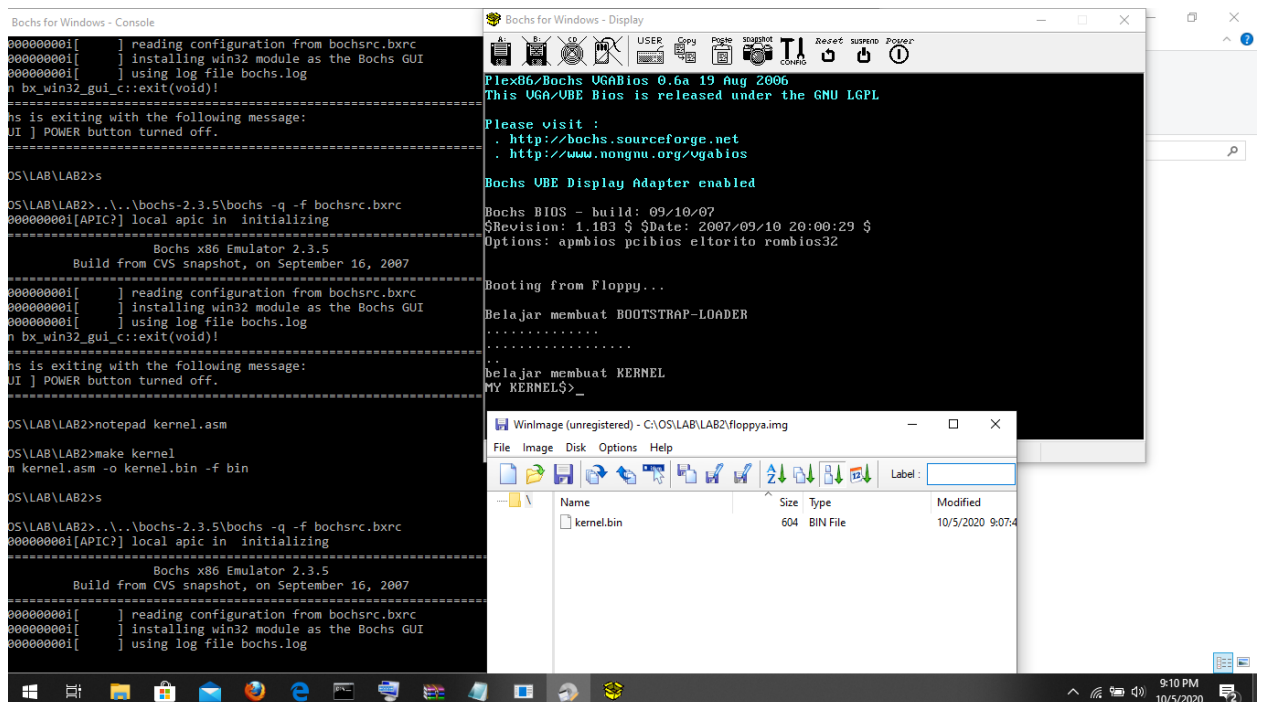 Bochs for Windows - Console
00000000i[      ] reading configuration from bochsrc.bxrc
00000000i[      ] installing win32 module as the Bochs GUI
00000000i[      ] using log file bochs.log
n bx_win32_gui_c::exit(void)!
========================================================================
hs is exiting with the following message:
UI ] POWER button turned off.
========================================================================
OS\LAB\LAB2>s
OS\LAB\LAB2>..\..\bochs-2.3.5\bochs -q -f bochsrc.bxrc
00000000i[APIC?] local apic in  initializing
========================================================================
Bochs x86 Emulator 2.3.5
Build from CVS snapshot, on September 16, 2007
========================================================================
00000000i[      ] reading configuration from bochsrc.bxrc
00000000i[      ] installing win32 module as the Bochs GUI
00000000i[      ] using log file bochs.log
n bx_win32_gui_c::exit(void)!
========================================================================
hs is exiting with the following message:
UI ] POWER button turned off.
========================================================================
OS\LAB\LAB2>notepad kernel.asm
OS\LAB\LAB2>make kernel
m kernel.asm -o kernel.bin -f bin
OS\LAB\LAB2>s
OS\LAB\LAB2>..\..\bochs-2.3.5\bochs -q -f bochsrc.bxrc
00000000i[APIC?] local apic in  initializing
========================================================================
Bochs x86 Emulator 2.3.5
Build from CVS snapshot, on September 16, 2007
========================================================================
00000000i[      ] reading configuration from bochsrc.bxrc
00000000i[      ] installing win32 module as the Bochs GUI
00000000i[      ] using log file bochs.log
Bochs for Windows - Display
A: B: CD USER Copy Paste snapshot CONFIG Reset SUSPEND Power
Plex86/Bochs VGABios 0.6a 19 Aug 2006
This VGA/VBE Bios is released under the GNU LGPL
Please visit :
. http://bochs.sourceforge.net
. http://www.nongnu.org/vgabios
Bochs VBE Display Adapter enabled
Bochs BIOS - build: 09/10/07
$Revision: 1.183 $ $Date: 2007/09/10 20:00:29 $
Options: apmbios pcibios eltorito rombios32
Booting from Floppy...
Belajar membuat BOOTSTRAP-LOADER
..............
..................
..
belajar membuat KERNEL
MY KERNEL$>_
WinImage (unregistered) - C:\OS\LAB\LAB2\floppya.img
File Image Disk Options Help
Label :
\
Name Size Type Modified
kernel.bin 604 BIN File 10/5/2020 9:07:4
9:10 PM
10/5/2020
2